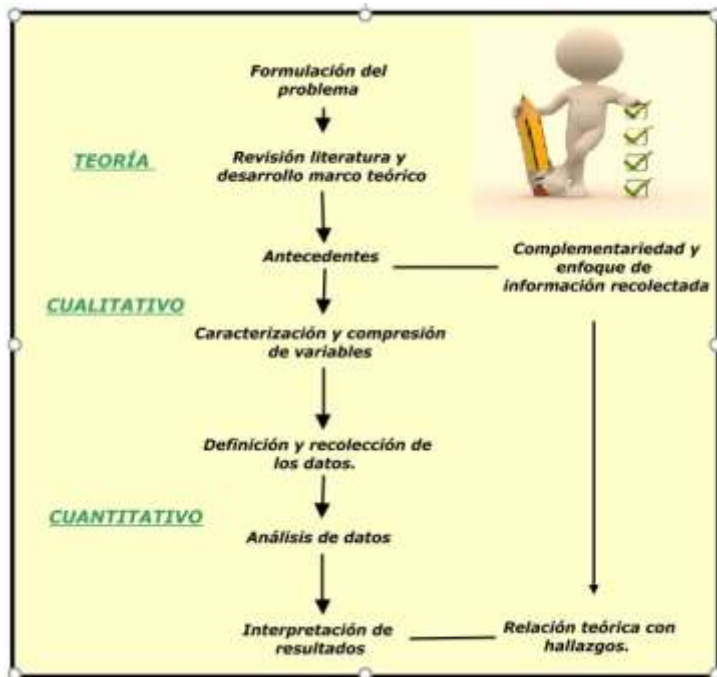 Formulación del
problema
TEORÍA
Revisión literatura y
desarrollo marco teórico
Antecedentes
Complementariedad y
enfoque de
información recolectada
CUALITATIVO
Caracterización y compresión
de variables
Definición y recolección de
los datos.
CUANTITATIVO
Análisis de datos
Interpretación de
resultados
Relación teórica con
hallazgos.